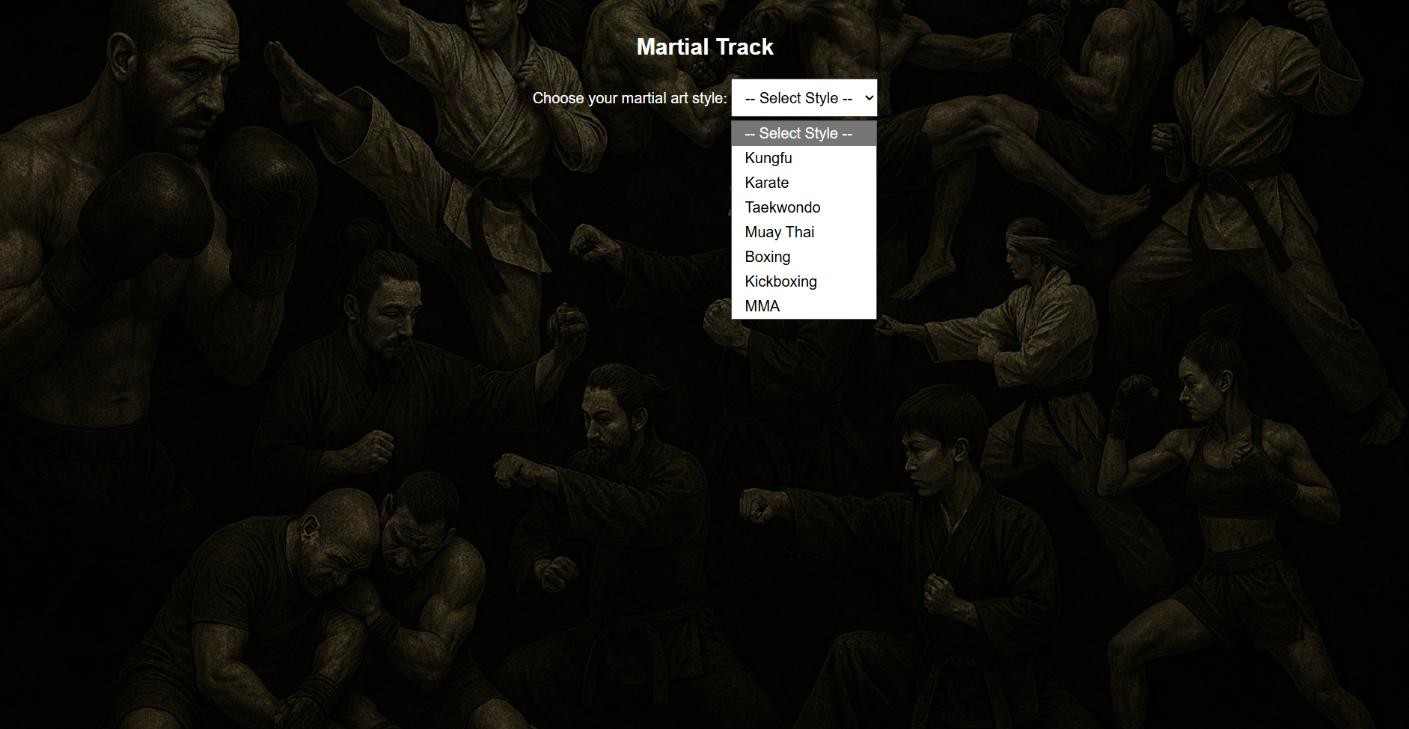 Martial Track
Choose your martial art style: -- Select Style --
-- Select Style --
Kungfu
Karate
Taekwondo
Muay Thai
Boxing
Kickboxing
MMA